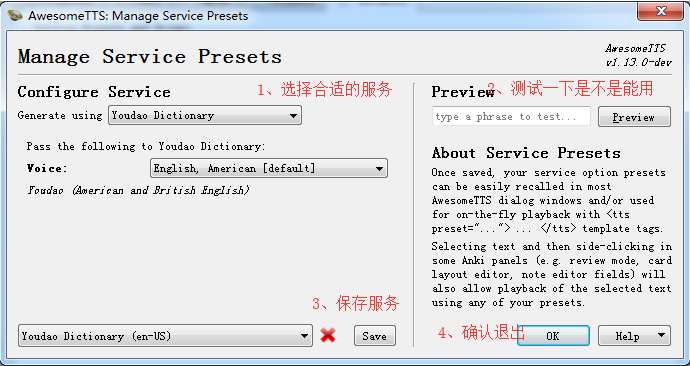 AwesomeTTS: Manage Service Presets
Manage Service Presets
AwesomeTTS
v1.13.0-dev
Configure Service
1、选择合适的服务
Generate using
Youdao Dictionary
Pass the following to Youdao Dictionary:
Voice:
English, American [default]
Youdao (American and British English)
3、保存服务
Youdao Dictionary (en-US)
Save
Preview
2、测试一下是不是能用
type a phrase to test...
Preview
About Service Presets
Once saved, your service option presets
can be easily recalled in most
AwesomeTTS dialog windows and/or used
for on-the-fly playback with <tts
preset="..."> ... </tts> template tags.
Selecting text and then side-clicking in
some Anki panels (e.g. review mode, card
layout editor, note editor fields) will
also allow playback of the selected text
using any of your presets.
4、确认退出
OK
Help